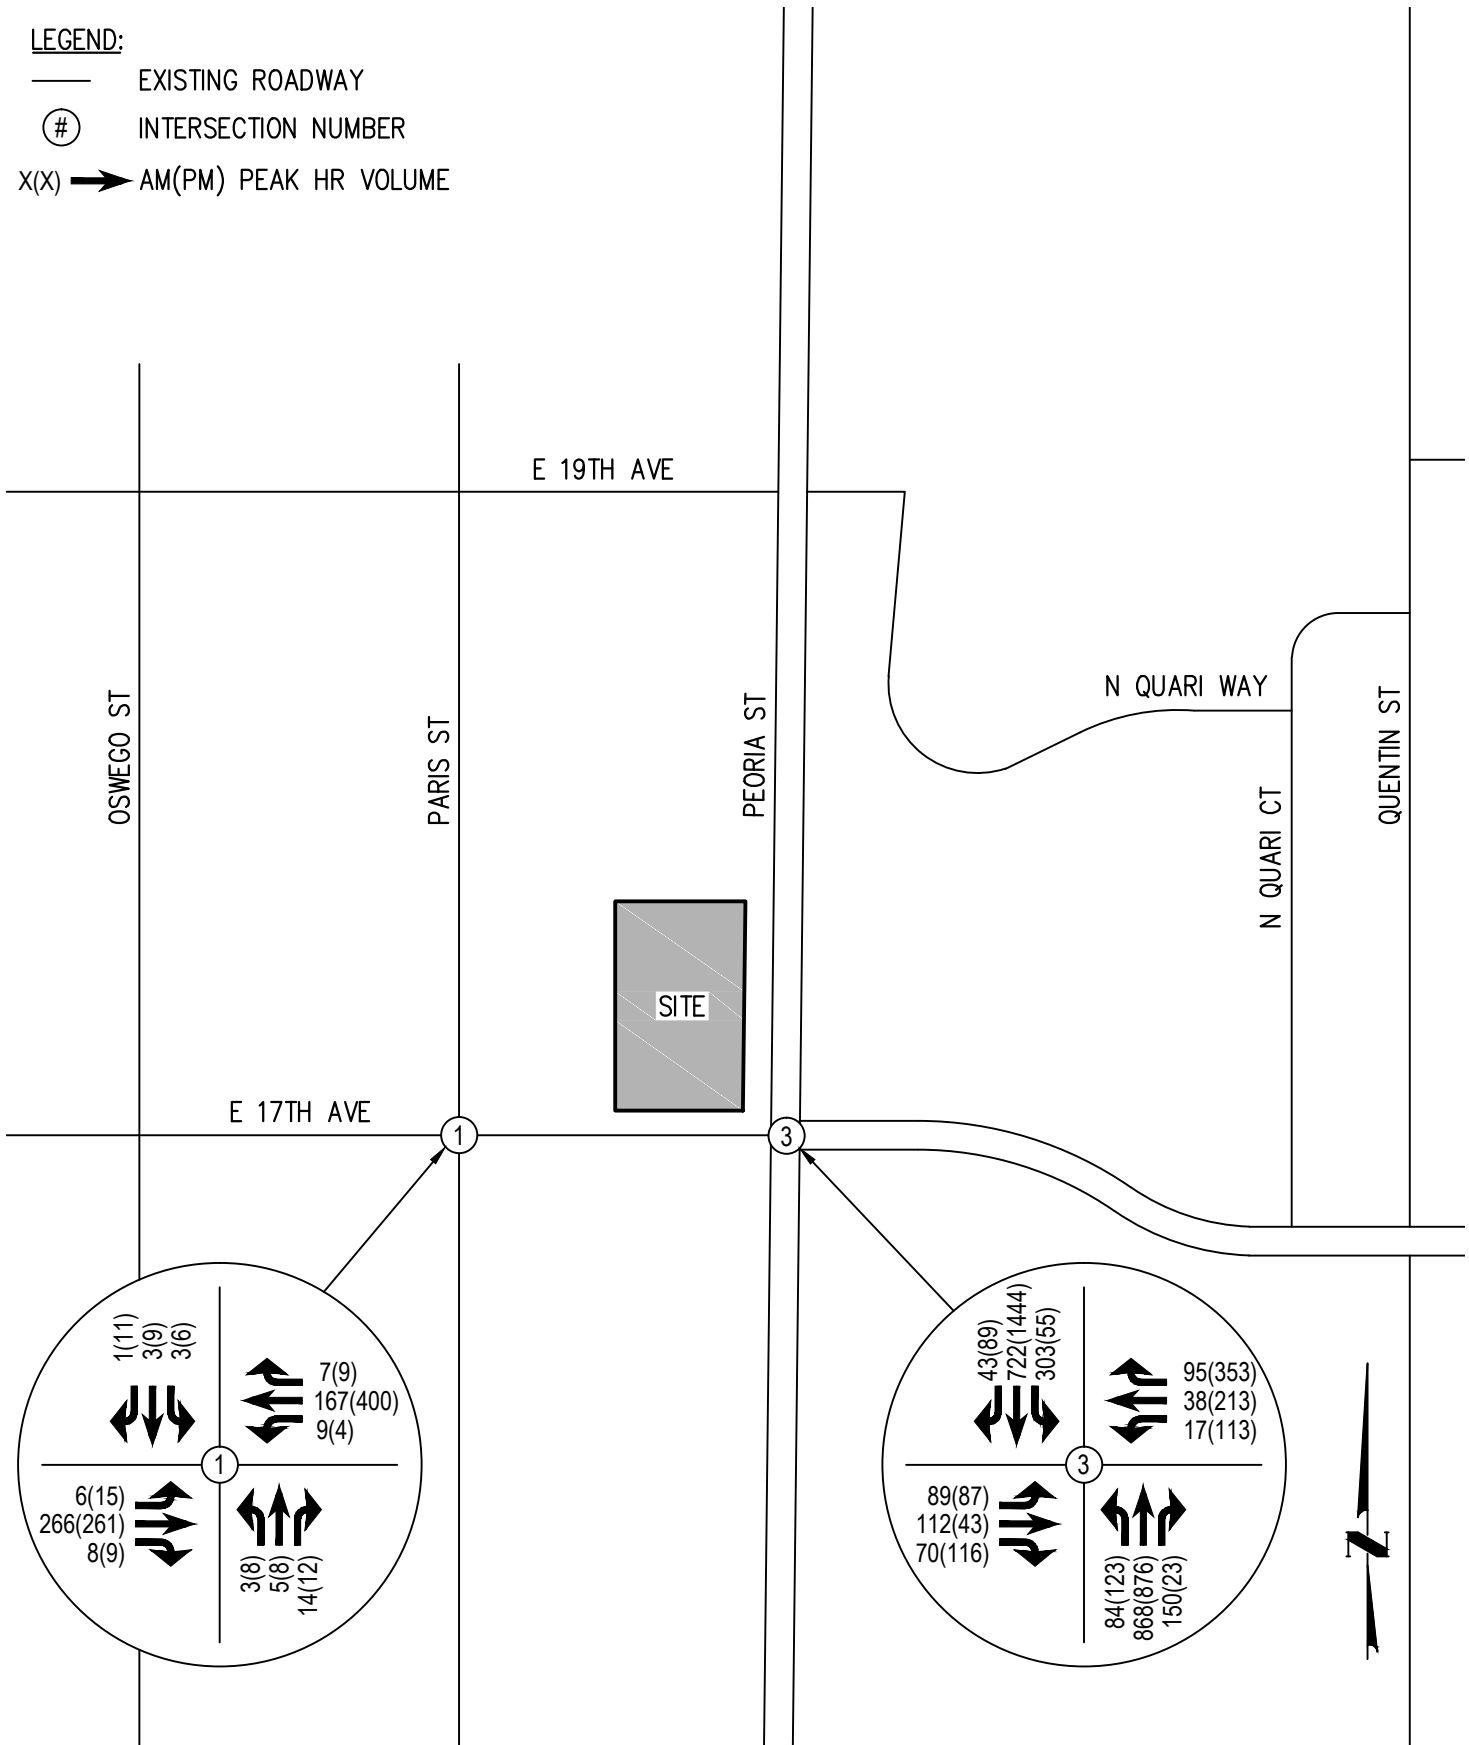 LEGEND:
EXISTING ROADWAY
# INTERSECTION NUMBER
X(X) AM(PM) PEAK HR VOLUME
E 19TH AVE
OSWEGO ST
PARIS ST
PEORIA ST
N QUARI WAY
N QUARI CT
QUENTIN ST
SITE
E 17TH AVE
1
3
1(11)
3(9)
3(6)
7(9)
167(400)
9(4)
1
6(15)
266(261)
8(9)
3(8)
5(8)
14(12)
43(89)
722(1444)
303(55)
95(353)
38(213)
17(113)
3
89(87)
112(43)
70(116)
84(123)
868(876)
150(23)
N